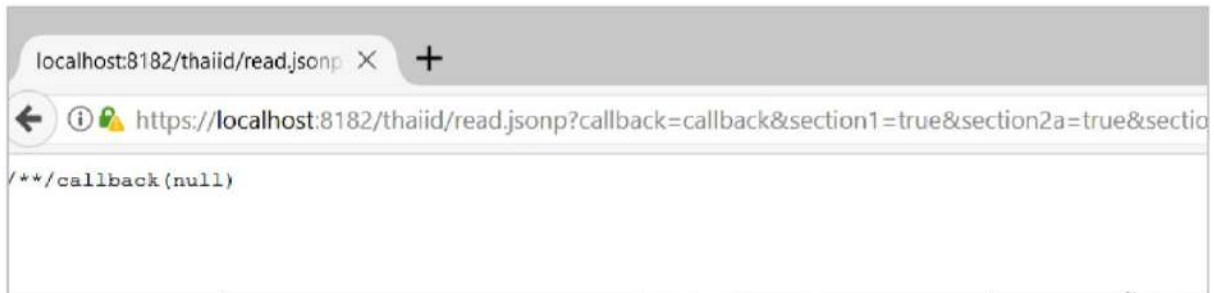 localhost:8182/thaiid/read.jsonp
https://localhost:8182/thaiid/read.jsonp?callback=callback&section1=true&section2a=true&sectio
/**/callback(null)